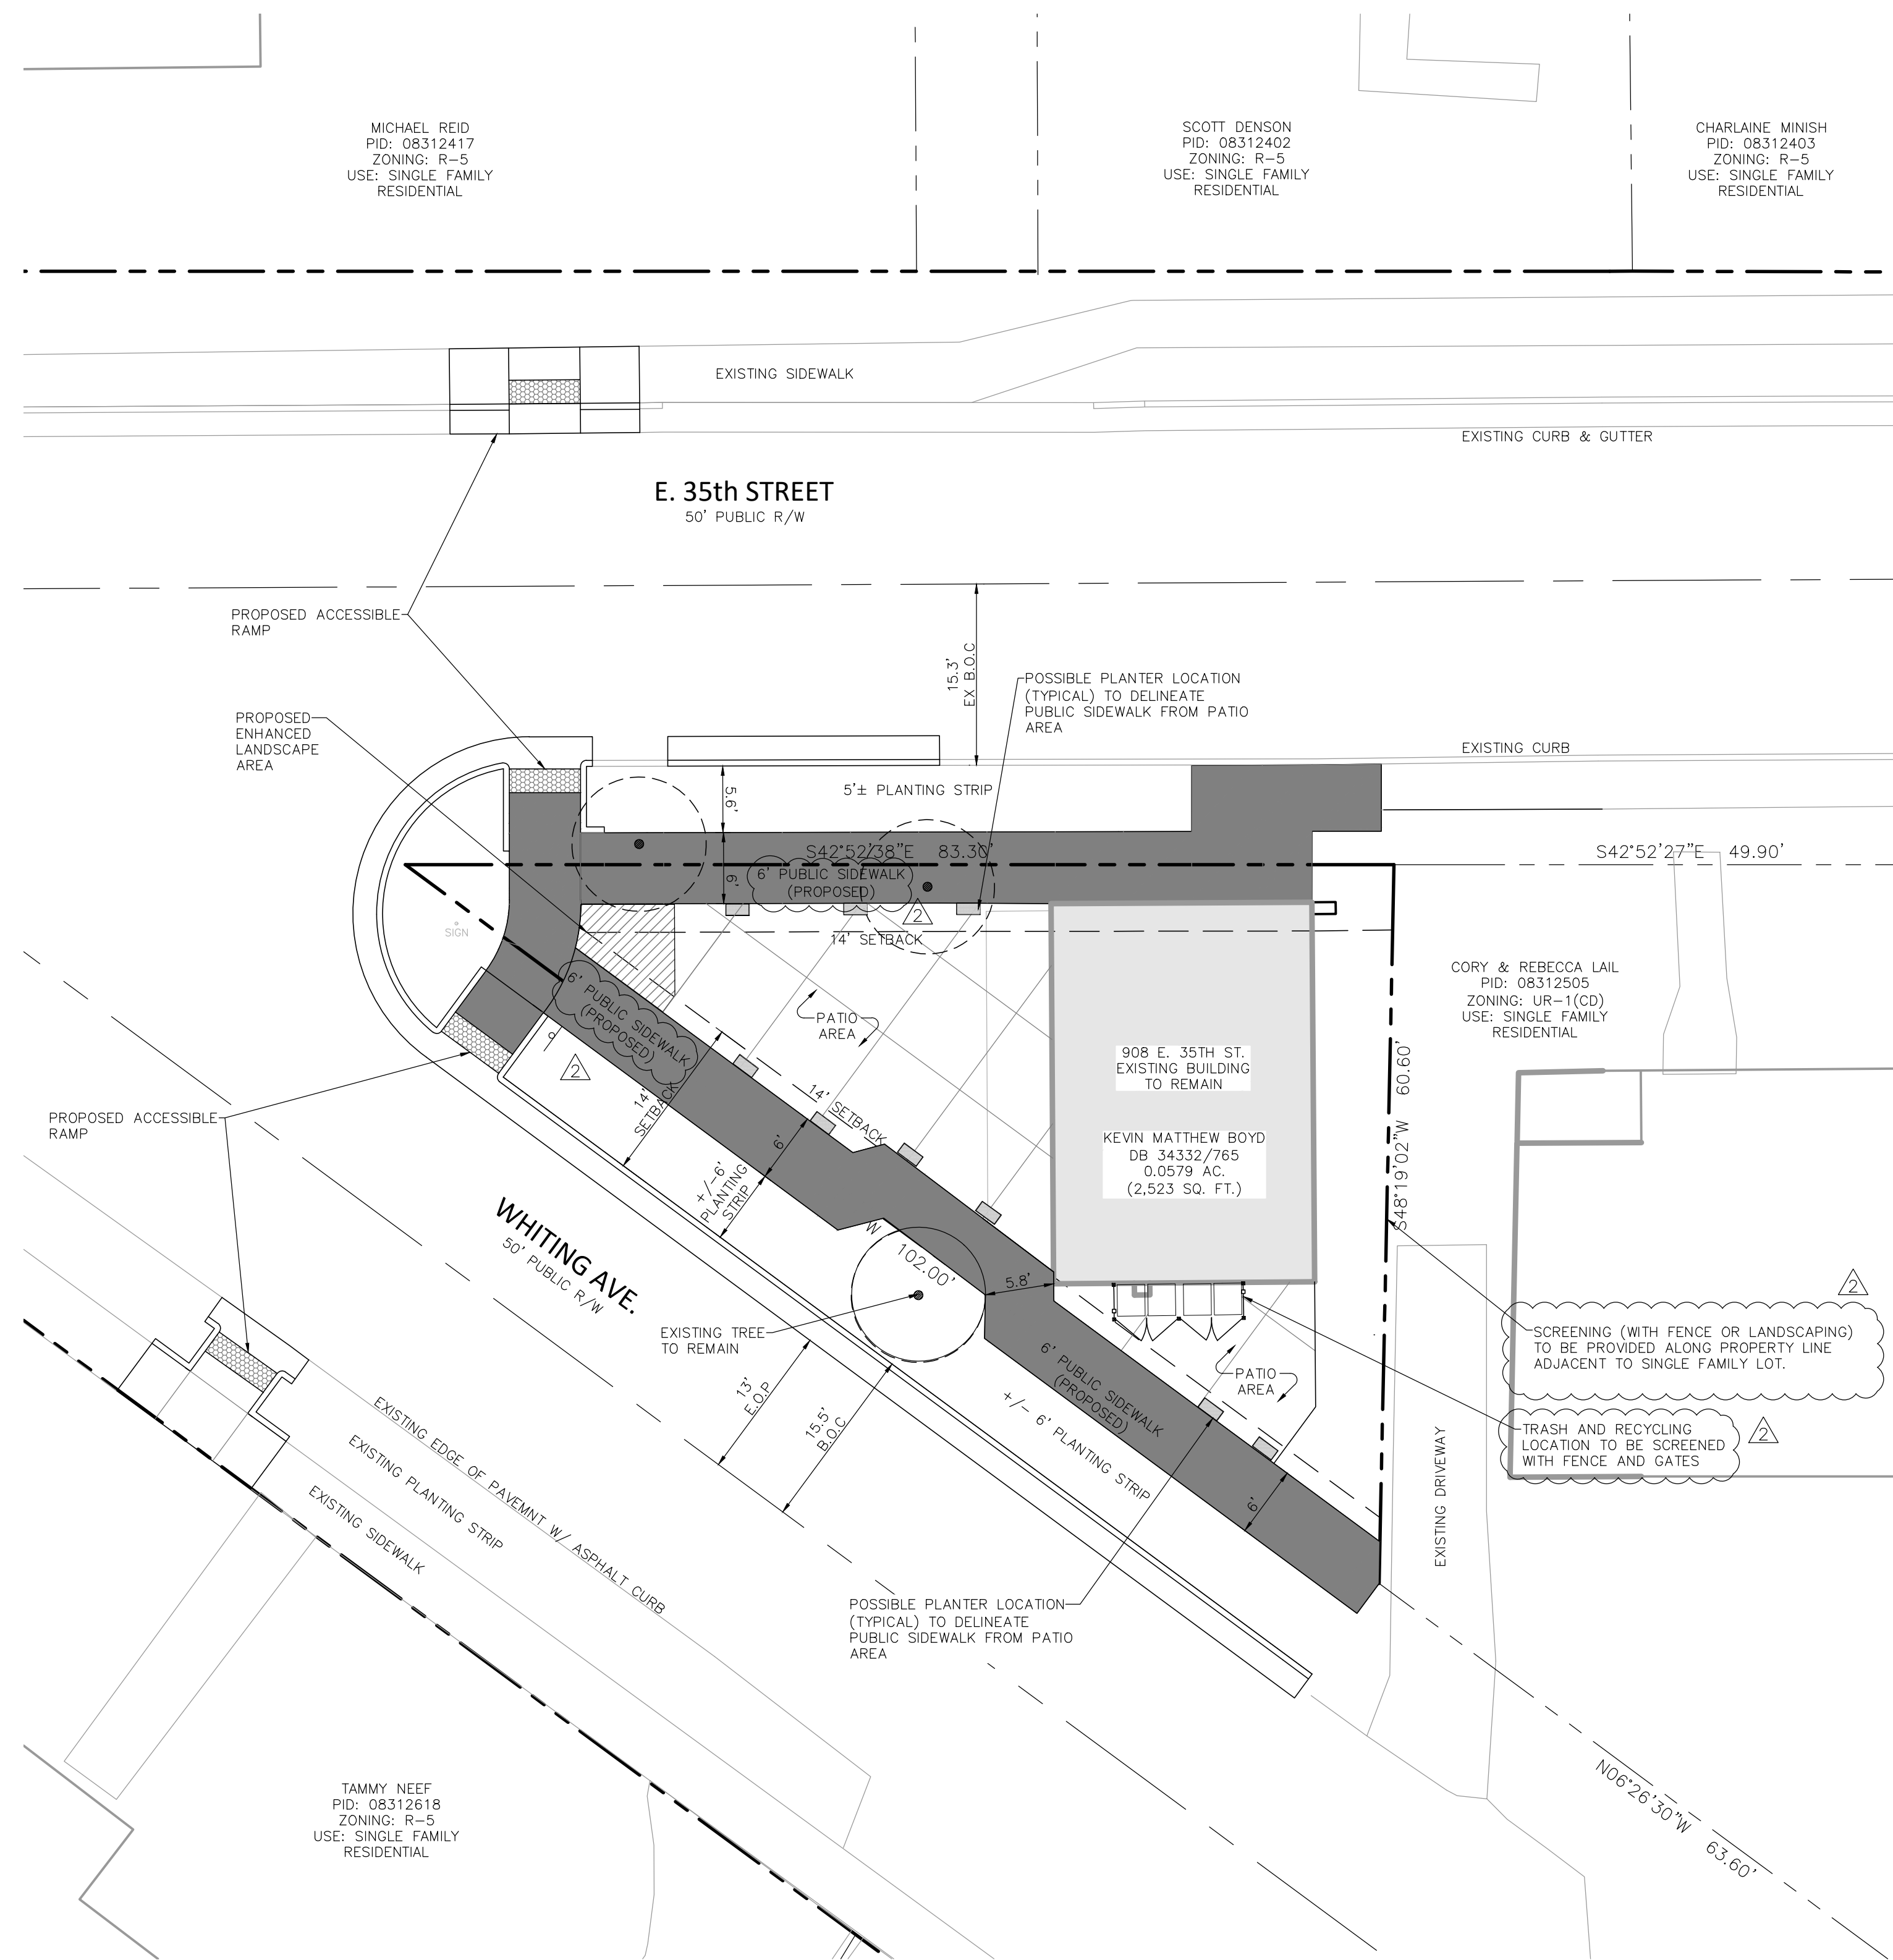 MICHAEL REID
PID: 08312417
ZONING: R-5
USE: SINGLE FAMILY
RESIDENTIAL
SCOTT DENSON
PID: 08312402
ZONING: R-5
USE: SINGLE FAMILY
RESIDENTIAL
CHARLAINE MINISH
PID: 08312403
ZONING: R-5
USE: SINGLE FAMILY
RESIDENTIAL
EXISTING SIDEWALK
EXISTING CURB & GUTTER
E. 35th STREET
50' PUBLIC R/W
PROPOSED ACCESSIBLE
RAMP
15.3'
EX B.O.C
POSSIBLE PLANTER LOCATION
(TYPICAL) TO DELINEATE
PUBLIC SIDEWALK FROM PATIO
AREA
PROPOSED
ENHANCED
LANDSCAPE
AREA
EXISTING CURB
5.6'
5'± PLANTING STRIP
S42°52'38"E 83.30'
S42°52'27"E 49.90'
6'
6' PUBLIC SIDEWALK
(PROPOSED)
2
SIGN
14' SETBACK
6' PUBLIC SIDEWALK
(PROPOSED)
2
PATIO
AREA
CORY & REBECCA LAIL
PID: 08312505
ZONING: UR-1(CD)
USE: SINGLE FAMILY
RESIDENTIAL
908 E. 35TH ST.
EXISTING BUILDING
TO REMAIN
KEVIN MATTHEW BOYD
DB 34332/765
0.0579 AC.
(2,523 SQ. FT.)
S48°19'02"W 60.60'
PROPOSED ACCESSIBLE
RAMP
14'
SETBACK
14' SETBACK
6'
+/-6'
PLANTING
STRIP
WHITING AVE.
50' PUBLIC R/W
W 102.00'
5.8'
EXISTING TREE
TO REMAIN
13'
E.O.P
15.5'
B.O.C
6' PUBLIC SIDEWALK
(PROPOSED)
+/- 6' PLANTING STRIP
PATIO
AREA
6'
2
SCREENING (WITH FENCE OR LANDSCAPING)
TO BE PROVIDED ALONG PROPERTY LINE
ADJACENT TO SINGLE FAMILY LOT.
TRASH AND RECYCLING
LOCATION TO BE SCREENED
WITH FENCE AND GATES
2
EXISTING DRIVEWAY
EXISTING EDGE OF PAVEMNT W/ ASPHALT CURB
EXISTING PLANTING STRIP
EXISTING SIDEWALK
POSSIBLE PLANTER LOCATION
(TYPICAL) TO DELINEATE
PUBLIC SIDEWALK FROM PATIO
AREA
N06°26'30"W 63.60'
TAMMY NEEF
PID: 08312618
ZONING: R-5
USE: SINGLE FAMILY
RESIDENTIAL